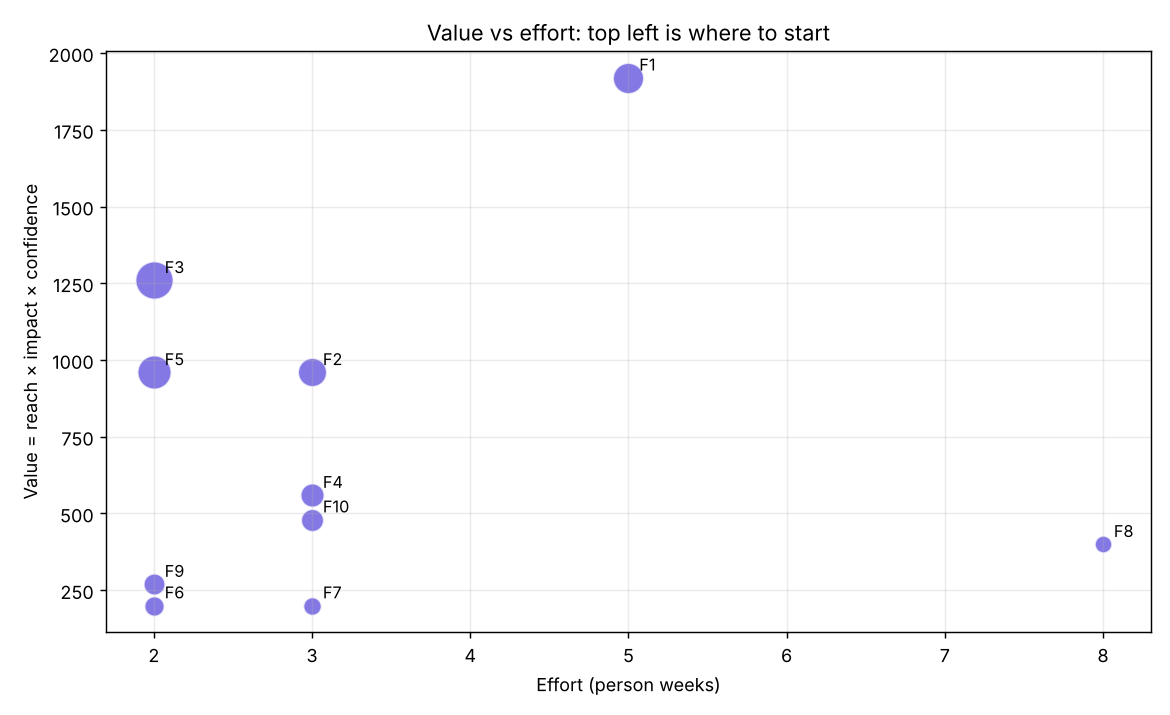 Value vs effort: top left is where to start
Value = reach × impact × confidence
2000
1750
1500
1250
1000
750
500
250
F1
F3
F5
F2
F4
F10
F8
F9
F6
F7
2
3
4
5
6
7
8
Effort (person weeks)